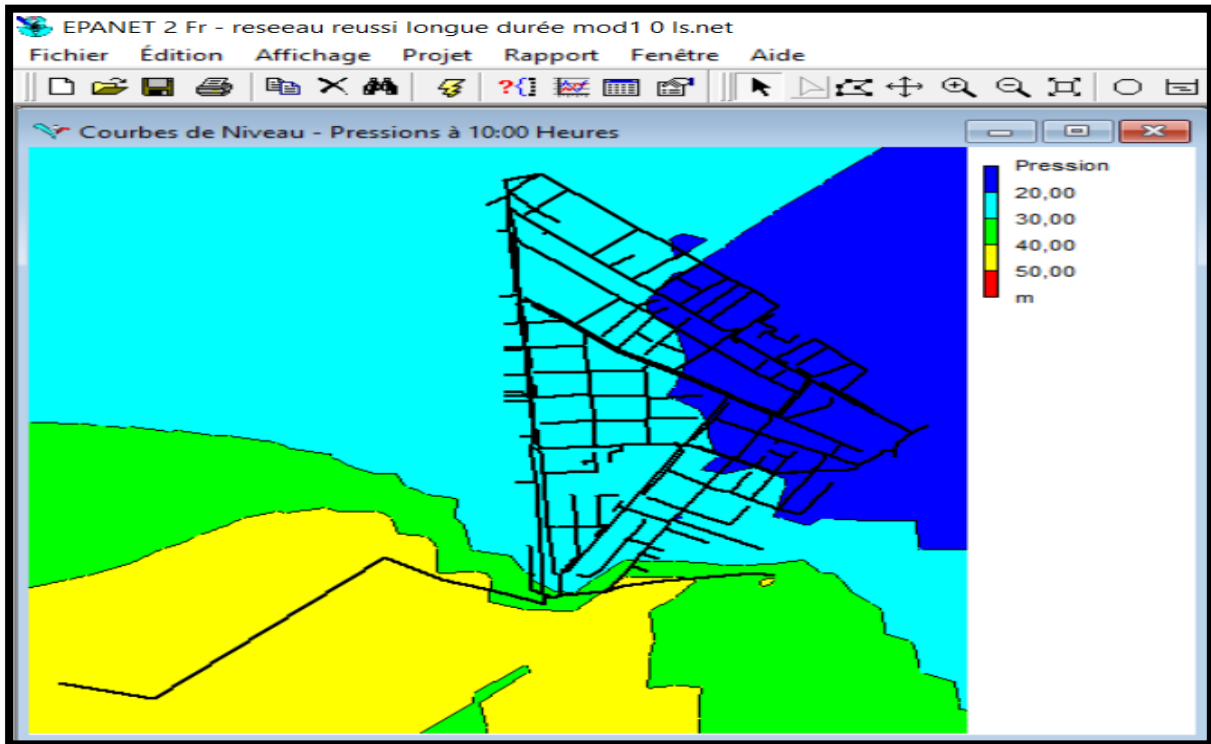 EPANET 2 Fr - reseeau reussi longue durée mod1 0 ls.net
Fichier Édition Affichage Projet Rapport Fenêtre Aide
Courbes de Niveau - Pressions à 10:00 Heures
Pression
20,00
30,00
40,00
50,00
m